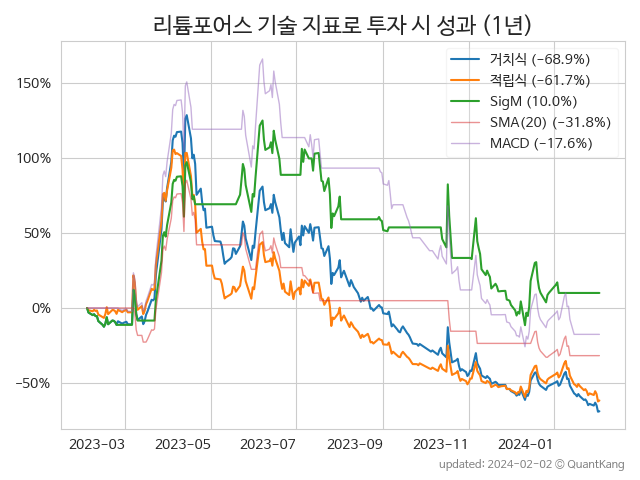 리튬포어스 기술 지표로 투자 시 성과 (1년)
거치식 (−68.9%)
적립식 (−61.7%)
SigM (10.0%)
SMA(20) (−31.8%)
MACD (−17.6%)
150%
100%
50%
0%
−50%
2023-03 2023-05 2023-07 2023-09 2023-11 2024-01
updated: 2024-02-02 © QuantKang